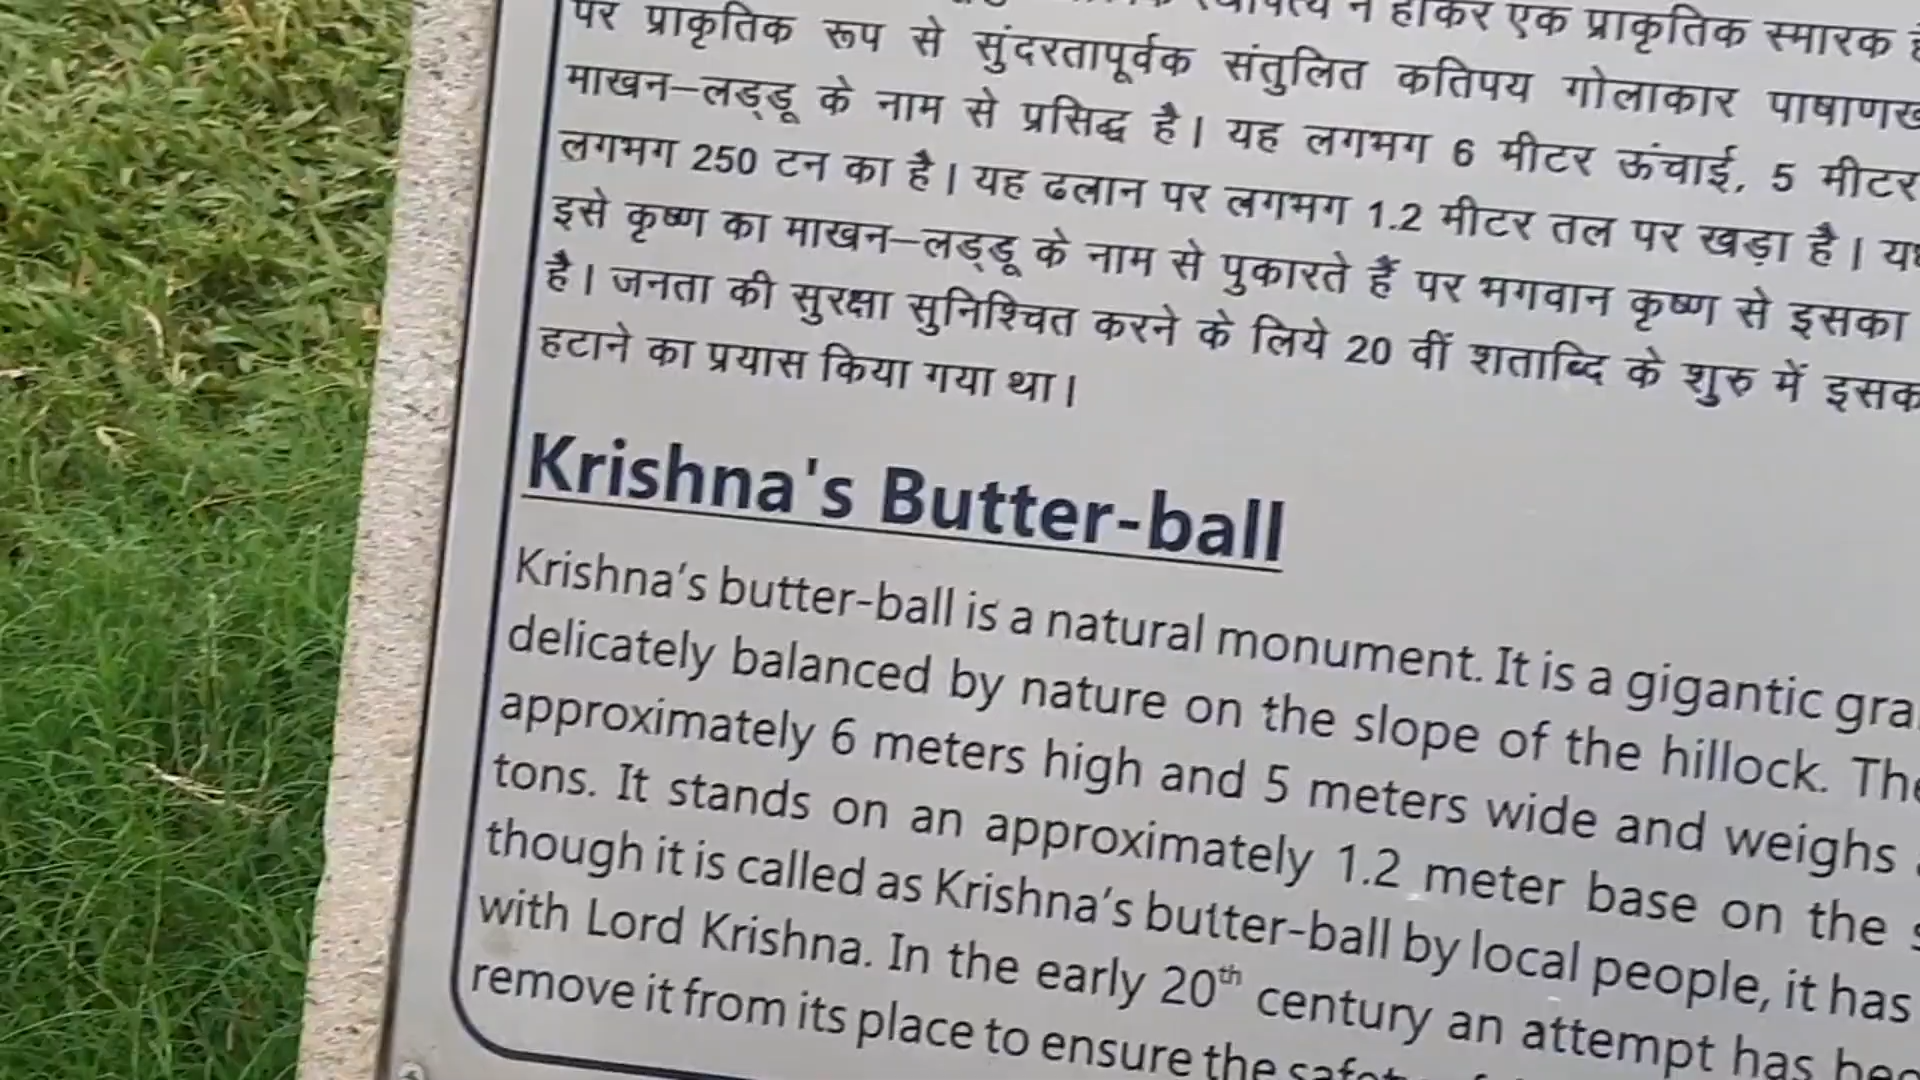 न होकर एक प्राकृतिक स्मारक
पर प्राकृतिक रूप से सुंदरतापूर्वक संतुलित कतिपय गोलाकार
माखन–लड्डू के नाम से प्रसिद्ध है। यह लगभग 6 मीटर ऊंचाई, 5 मीटर
लगभग 250 टन का है। यह ढलान पर लगभग 1.2 मीटर तल पर खड़ा है।
इसे कृष्ण का माखन–लड्डू के नाम से पुकारते हैं पर भगवान कृष्ण से इसका
है। जनता की सुरक्षा सुनिश्चित करने के लिये 20 वीं शताब्दि के शुरु में
हटाने का प्रयास किया गया था।
Krishna's Butter-ball
Krishna's butter-ball is a natural monument. It is a gigantic
delicately balanced by nature on the slope of the hillock.
approximately 6 meters high and 5 meters wide and weighs
tons. It stands on an approximately 1.2 meter base on the
though it is called as Krishna's butter-ball by local people, it has
with Lord Krishna. In the early 20th century an attempt has
remove it from its place to ensure the